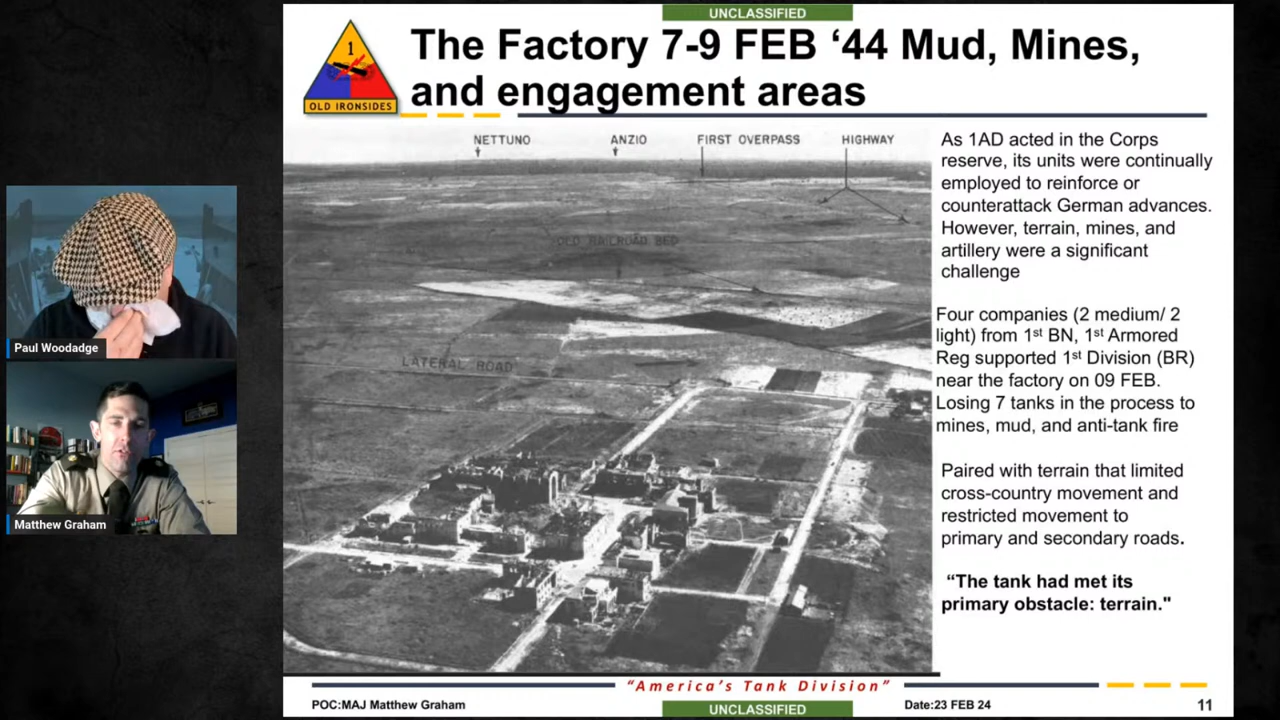 UNCLASSIFIED
1
OLD IRONSIDES
The Factory 7-9 FEB ‘44 Mud, Mines,
and engagement areas
NETTUNO
ANZIO
FIRST OVERPASS
HIGHWAY
OLD RAILROAD BED
LATERAL ROAD
As 1AD acted in the Corps
reserve, its units were continually
employed to reinforce or
counterattack German advances.
However, terrain, mines, and
artillery were a significant
challenge
Four companies (2 medium/ 2
light) from 1st BN, 1st Armored
Reg supported 1st Division (BR)
near the factory on 09 FEB.
Losing 7 tanks in the process to
mines, mud, and anti-tank fire
Paired with terrain that limited
cross-country movement and
restricted movement to
primary and secondary roads.
“The tank had met its
primary obstacle: terrain."
Paul Woodadge
Matthew Graham
“America’s Tank Division”
POC:MAJ Matthew Graham
UNCLASSIFIED
Date:23 FEB 24
11